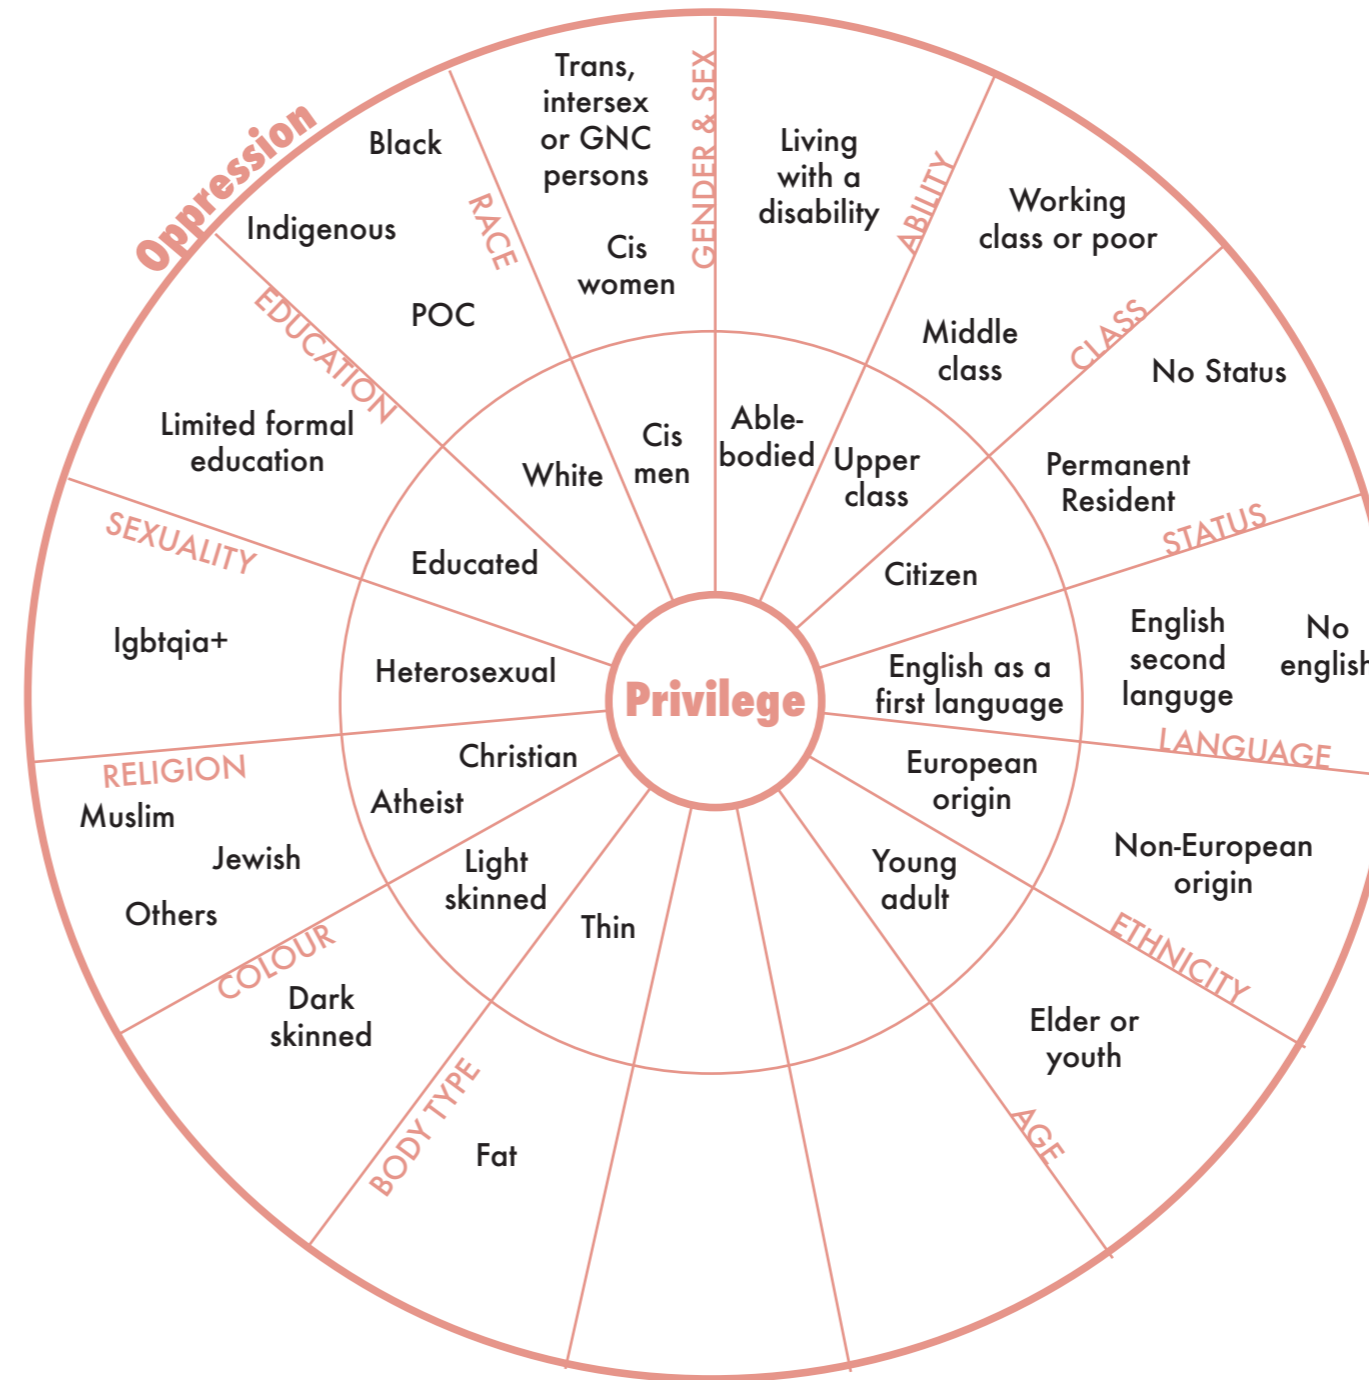 Oppression
Privilege
GENDER & SEX
Trans,
intersex
or GNC
persons
Cis
women
Cis
men
ABILITY
Living
with a
disability
Able-
bodied
CLASS
Working
class or poor
Middle
class
Upper
class
STATUS
No Status
Permanent
Resident
Citizen
LANGUAGE
No
english
English
second
languge
English as a
first language
ETHNICITY
Non-European
origin
European
origin
AGE
Elder or
youth
Young
adult
BODY TYPE
Fat
Thin
COLOUR
Dark
skinned
Light
skinned
RELIGION
Muslim
Jewish
Others
Christian
Atheist
SEXUALITY
lgbtqia+
Heterosexual
EDUCATION
Limited formal
education
Educated
RACE
Black
Indigenous
POC
White